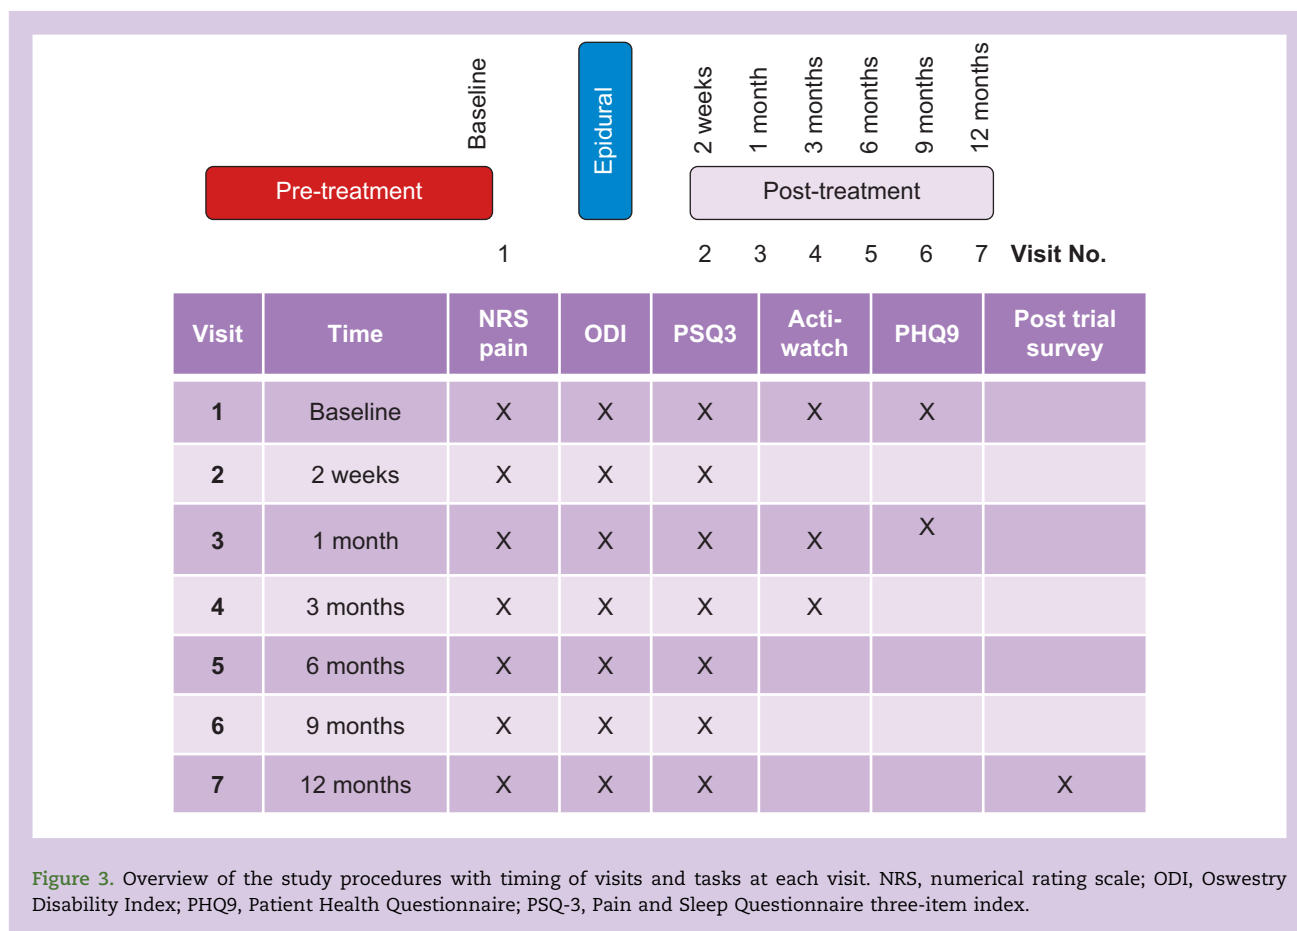 Baseline
Epidural
2 weeks
1 month
3 months
6 months
9 months
12 months
Pre-treatment
Post-treatment
1 2 3 4 5 6 7 Visit No.
Visit Time NRS pain ODI PSQ3 Acti-watch PHQ9 Post trial survey
1 Baseline X X X X X
2 2 weeks X X X
3 1 month X X X X X
4 3 months X X X X
5 6 months X X X
6 9 months X X X
7 12 months X X X X
Figure 3. Overview of the study procedures with timing of visits and tasks at each visit. NRS, numerical rating scale; ODI, Oswestry
Disability Index; PHQ9, Patient Health Questionnaire; PSQ-3, Pain and Sleep Questionnaire three-item index.